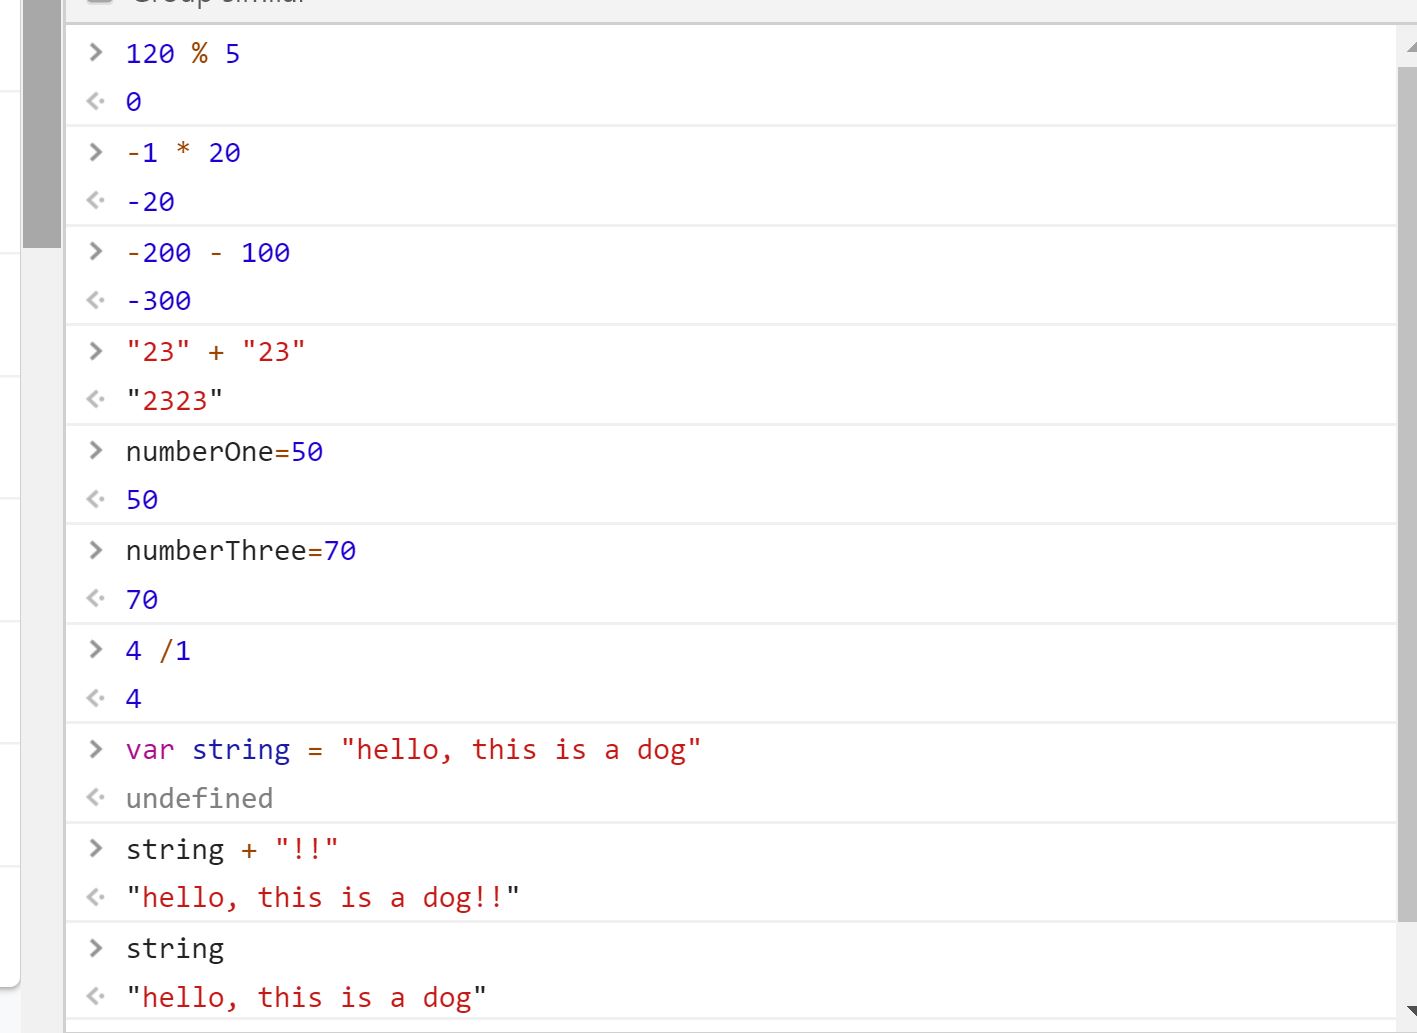 Group similar
> 120 % 5
0
> -1 * 20
-20
> -200 - 100
-300
> "23" + "23"
"2323"
> numberOne=50
50
> numberThree=70
70
> 4 /1
4
> var string = "hello, this is a dog"
undefined
> string + "!!"
"hello, this is a dog!!"
> string
"hello, this is a dog"